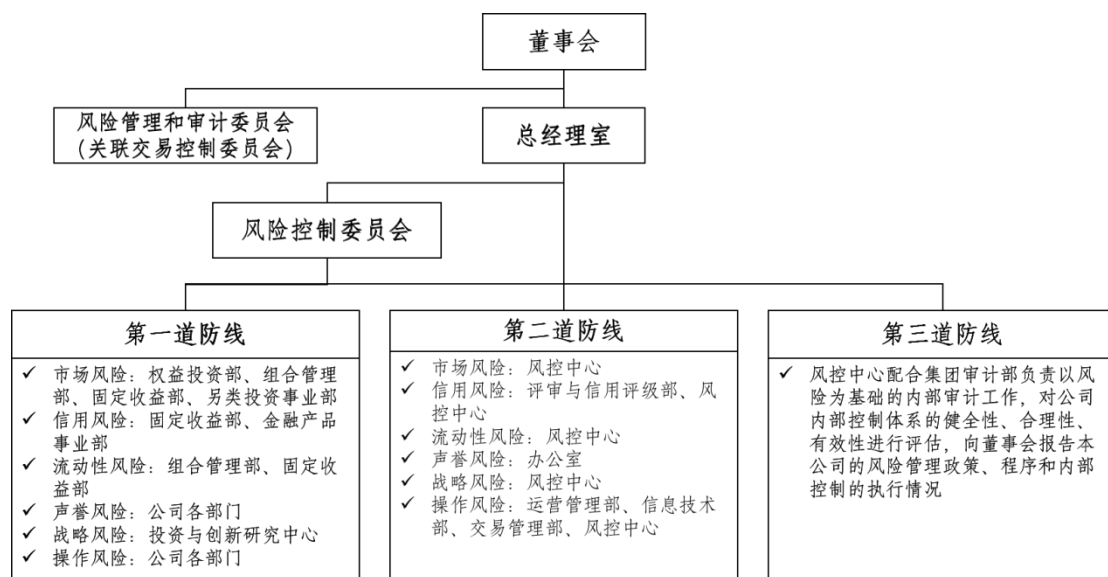 董事会
风险管理和审计委员会
(关联交易控制委员会)
总经理室
风险控制委员会
第一道防线
✓ 市场风险：权益投资部、组合管理
部、固定收益部、另类投资事业部
✓ 信用风险：固定收益部、金融产品
事业部
✓ 流动性风险：组合管理部、固定收
益部
✓ 声誉风险：公司各部门
✓ 战略风险：投资与创新研究中心
✓ 操作风险：公司各部门
第二道防线
✓ 市场风险：风控中心
✓ 信用风险：评审与信用评级部、风
控中心
✓ 流动性风险：风控中心
✓ 声誉风险：办公室
✓ 战略风险：风控中心
✓ 操作风险：运营管理部、信息技术
部、交易管理部、风控中心
第三道防线
✓ 风控中心配合集团审计部负责以风
险为基础的内部审计工作，对公司
内部控制体系的健全性、合理性、
有效性进行评估，向董事会报告本
公司的风险管理政策、程序和内部
控制的执行情况